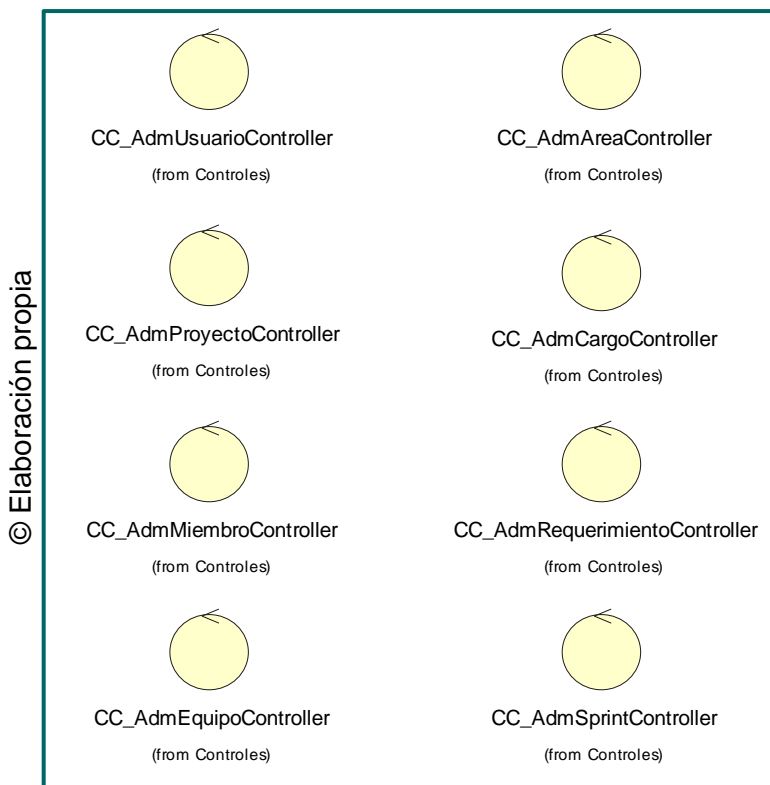 © Elaboración propia
CC_AdmUsuarioController
(from Controles)
CC_AdmAreaController
(from Controles)
CC_AdmProyectoController
(from Controles)
CC_AdmCargoController
(from Controles)
CC_AdmMiembroController
(from Controles)
CC_AdmRequerimientoController
(from Controles)
CC_AdmEquipoController
(from Controles)
CC_AdmSprintController
(from Controles)